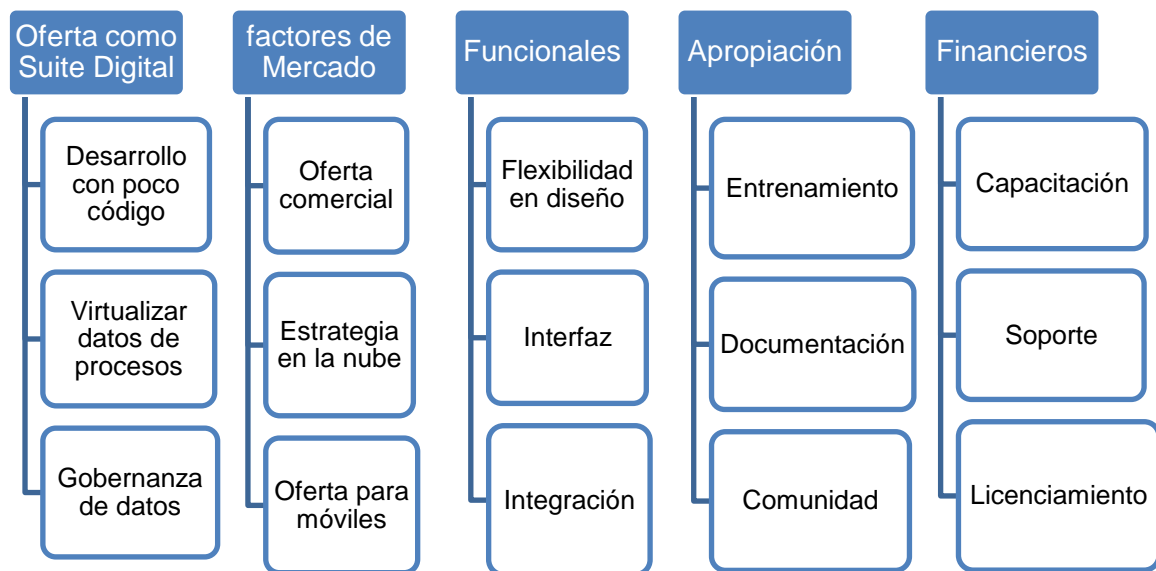 Oferta como
Suite Digital
Desarrollo
con poco
código
Virtualizar
datos de
procesos
Gobernanza
de datos
factores de
Mercado
Oferta
comercial
Estrategia
en la nube
Oferta para
móviles
Funcionales
Flexibilidad
en diseño
Interfaz
Integración
Apropiación
Entrenamiento
Documentación
Comunidad
Financieros
Capacitación
Soporte
Licenciamiento